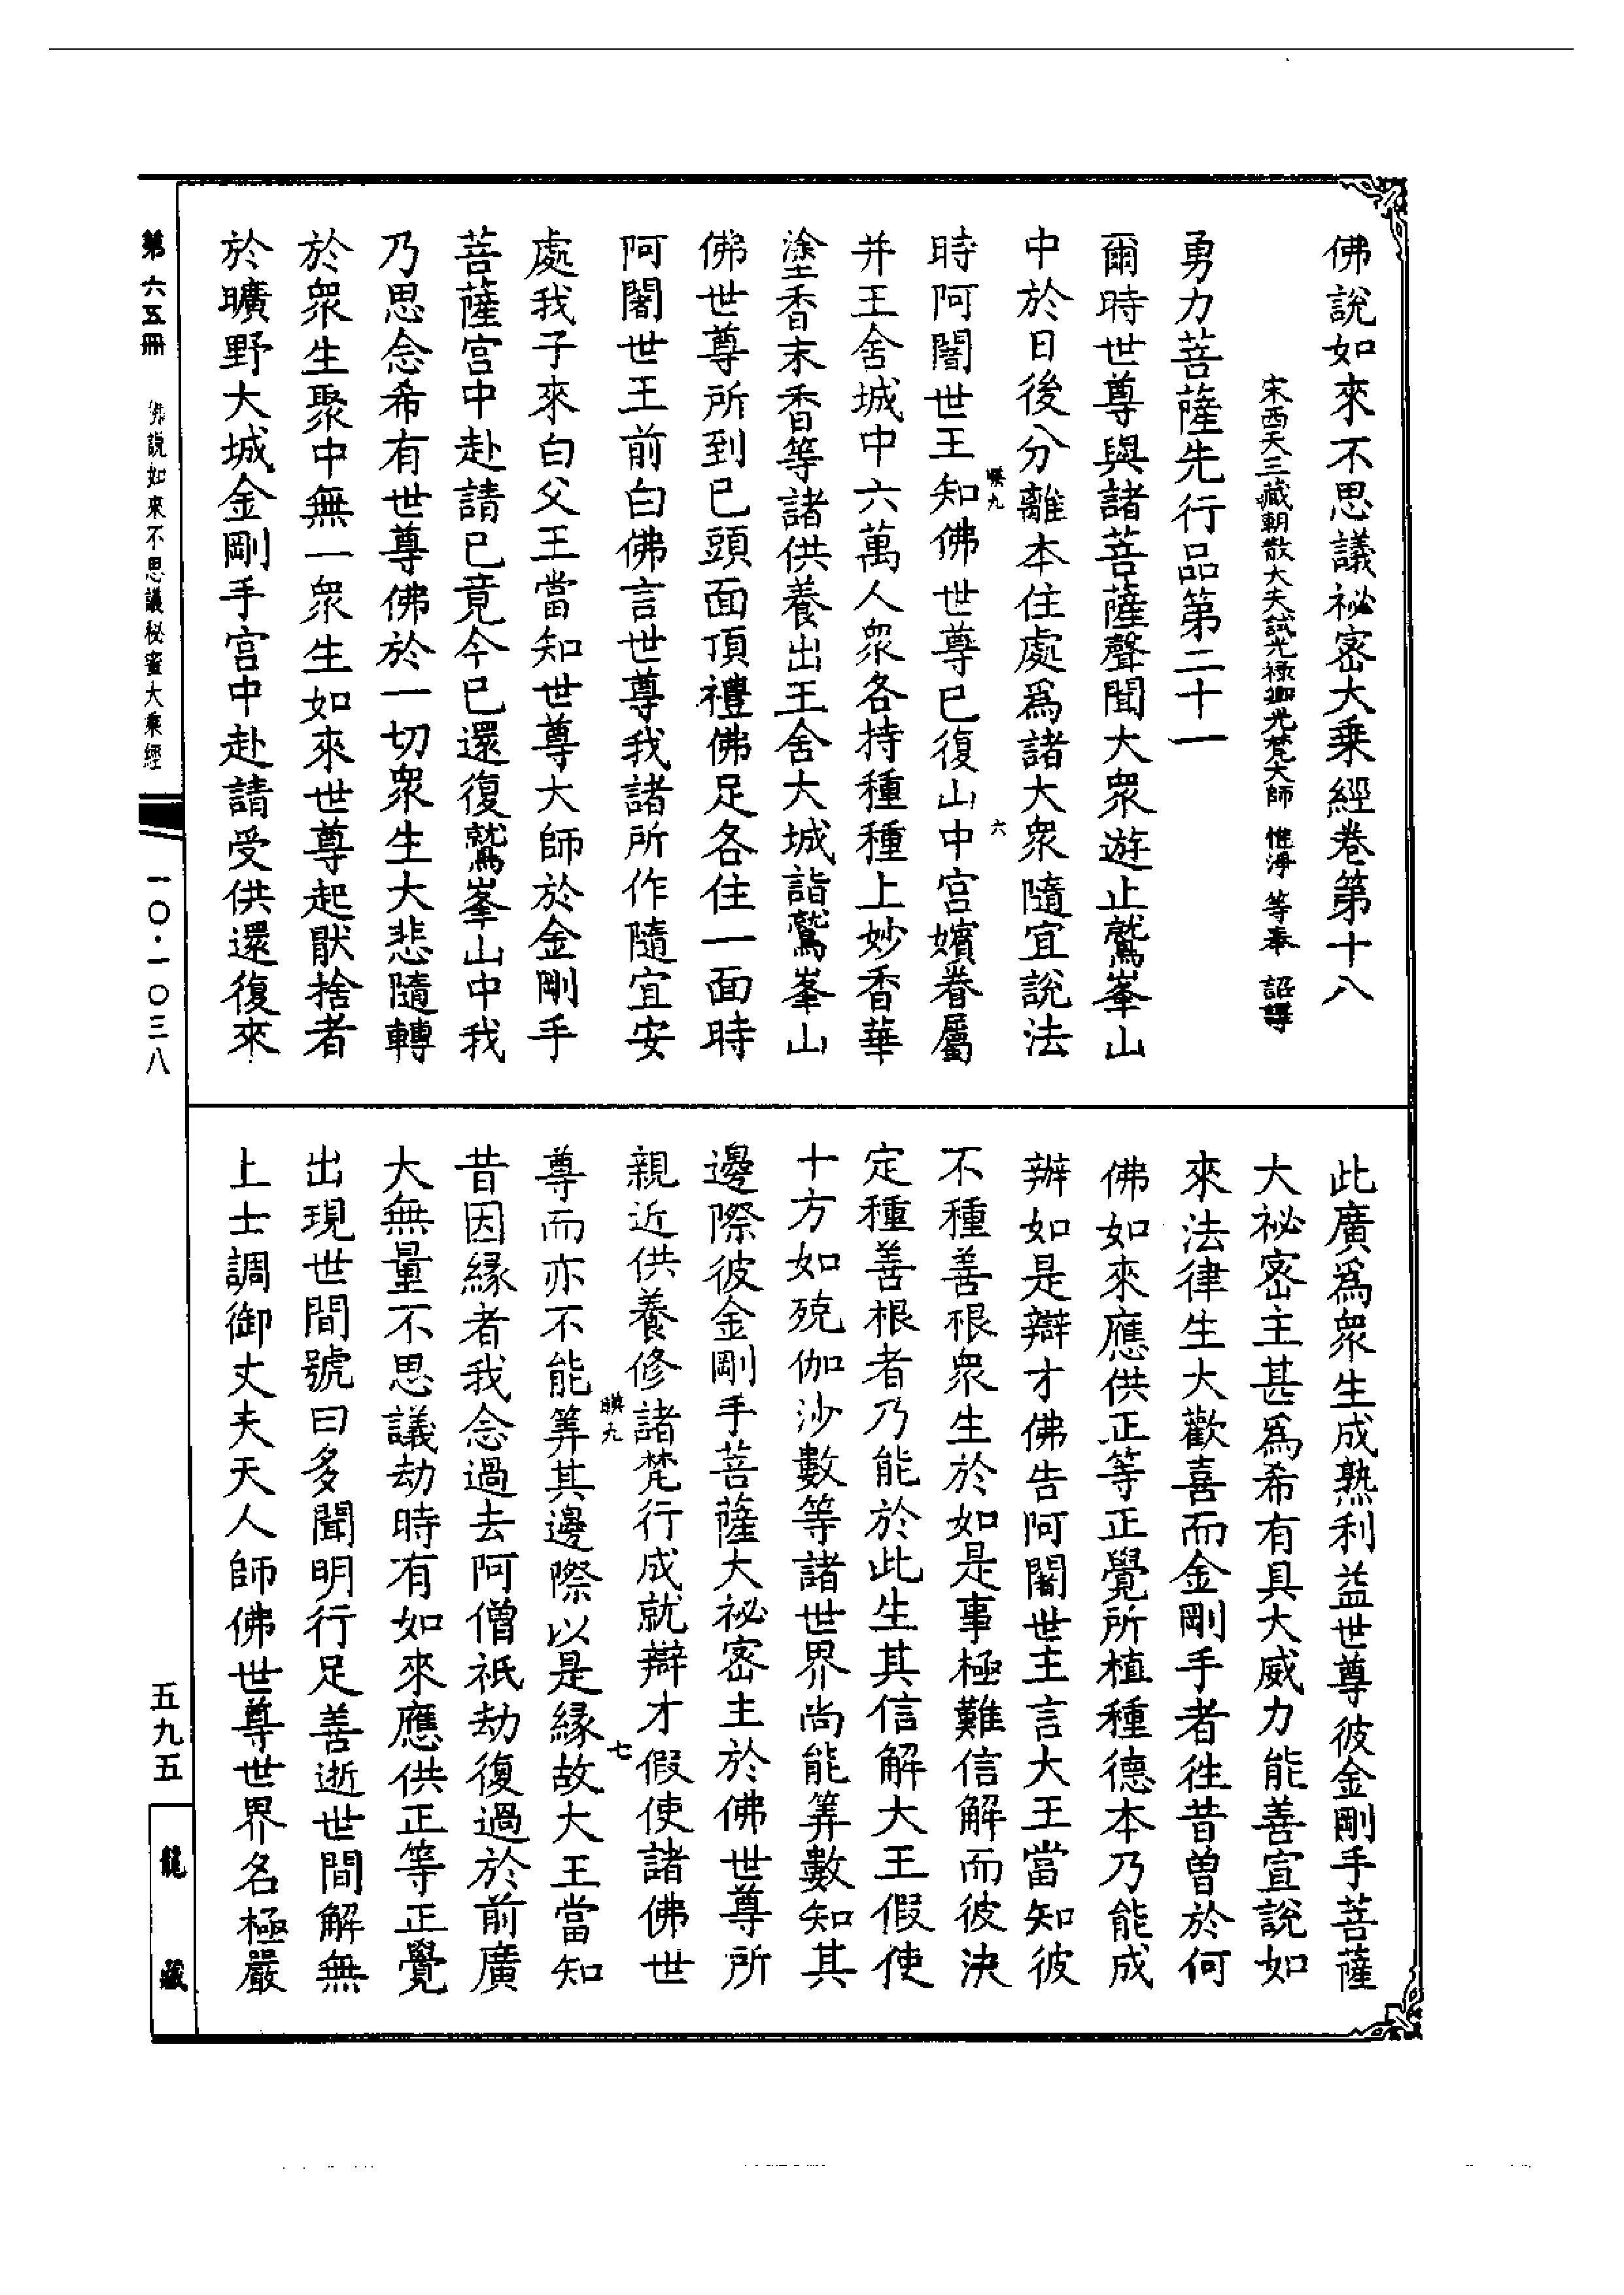 佛說如來不思議祕密大乘經卷第十八
宋西天三藏朝散大夫試光祿卿光梵大師 惟淨 等奉 詔譯
勇力菩薩先行品第二十一
爾時世尊與諸菩薩聲聞大衆遊止鷲峯山
中於日後分離本住處爲諸大衆隨宜說法
時阿闍世王知佛世尊已復山中宮嬪眷屬
并王舍城中六萬人衆各持種種上妙香華
塗香末香等諸供養出王舍大城詣鷲峯山
佛世尊所到已頭面頂禮佛足各住一面時
阿闍世王前白佛言世尊我諸所作隨宜安
處我子來白父王當知世尊大師於金剛手
菩薩宮中赴請已竟今已還復鷲峯山中我
乃思念希有世尊佛於一切衆生大悲隨轉
於衆生聚中無一衆生如來世尊起猒捨者
於曠野大城金剛手宮中赴請受供還復來
此廣爲衆生成熟利益世尊彼金剛手菩薩
大祕密主甚爲希有具大威力能善宣說如
來法律生大歡喜而金剛手者往昔曾於何
佛如來應供正等正覺所植種德本乃能成
辦如是辯才佛告阿闍世王言大王當知彼
不種善根衆生於如是事極難信解而彼決
定種善根者乃能於此生其信解大王假使
十方如殑伽沙數等諸世界尚能筭數知其
邊際彼金剛手菩薩大祕密主於佛世尊所
親近供養修諸梵行成就辯才假使諸佛世
尊而亦不能筭其邊際以是緣故大王當知
昔因緣者我念過去阿僧祇劫復過於前廣
大無量不思議劫時有如來應供正等正覺
出現世間號曰多聞明行足善逝世間解無
上士調御丈夫天人師佛世尊世界名極嚴
暎九
六
暎九
七
第六五冊
佛說如來不思議秘密大乘經
一〇·一〇三八
五九五
龍藏